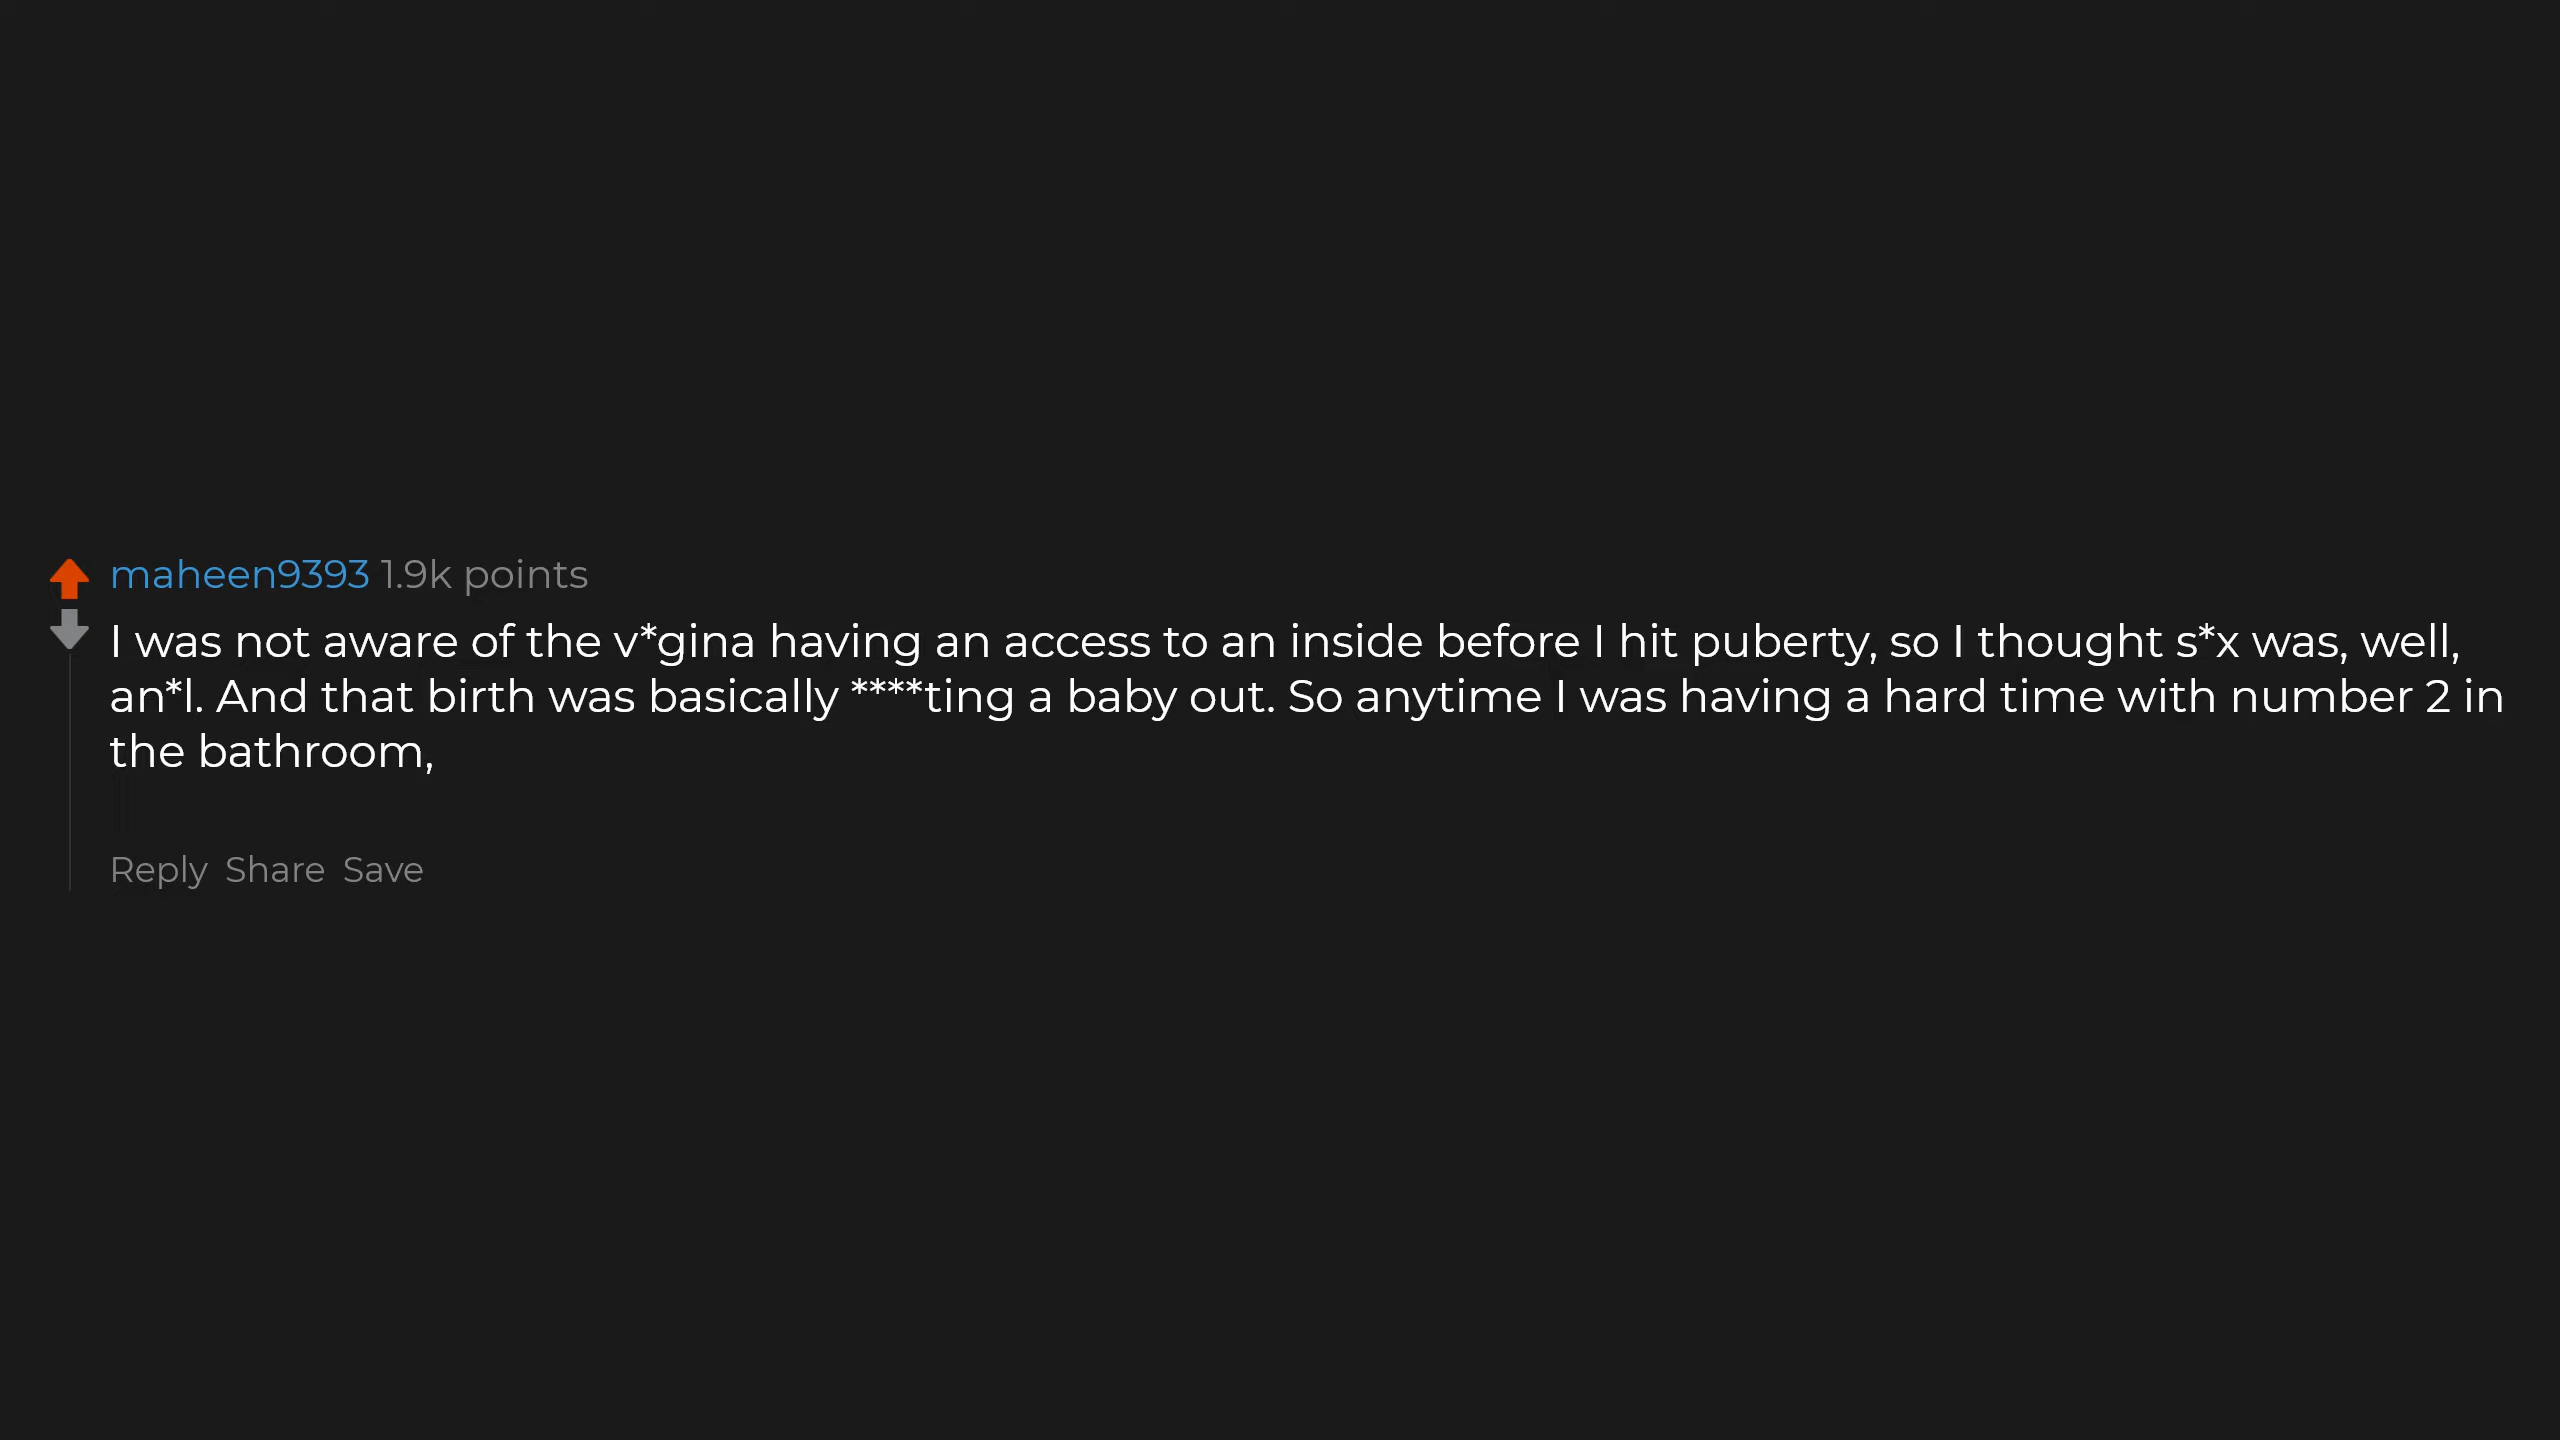 maheen9393 1.9k points
I was not aware of the v*gina having an access to an inside before I hit puberty, so I thought s*x was, well,
an*l. And that birth was basically ****ting a baby out. So anytime I was having a hard time with number 2 in
the bathroom,
Reply Share Save